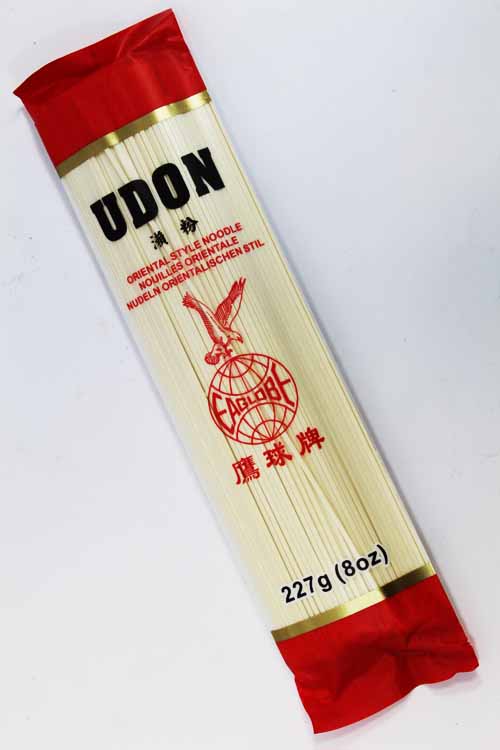 UDON
瀨粉
ORIENTAL STYLE NOODLE
NOUILLES ORIENTALE
NUDELN ORIENTALISCHEN STIL
EAGLOBE
鷹球牌
227g (8oz)